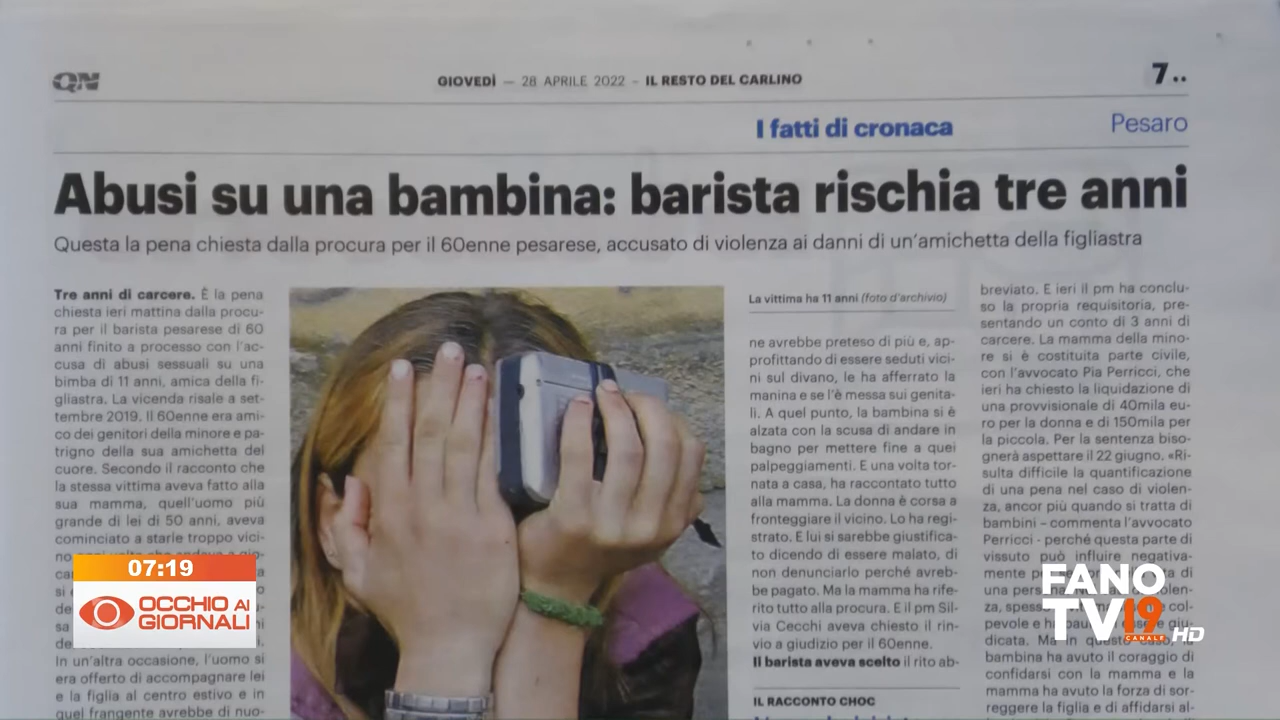 QN
GIOVEDÌ — 28 APRILE 2022 – IL RESTO DEL CARLINO
7..
I fatti di cronaca
Pesaro
Abusi su una bambina: barista rischia tre anni
Questa la pena chiesta dalla procura per il 60enne pesarese, accusato di violenza ai danni di un'amichetta della figliastra
Tre anni di carcere. È la pena
chiesta ieri mattina dalla procu-
ra per il barista pesarese di 60
anni finito a processo con l'ac-
cusa di abusi sessuali su una
bimba di 11 anni, amica della fi-
gliastra. La vicenda risale a set-
tembre 2019. Il 60enne era ami-
co dei genitori della minore e pa-
trigno della sua amichetta del
cuore. Secondo il racconto che
la stessa vittima aveva fatto alla
sua mamma, quell'uomo più
grande di lei di 50 anni, aveva
cominciato a starle troppo vici-
In un'altra occasione, l'uomo si
era offerto di accompagnare lei
e la figlia al centro estivo e in
quel frangente avrebbe di nuo-
La vittima ha 11 anni (foto d'archivio)
ne avrebbe preteso di più e, ap-
profittando di essere seduti vici-
ni sul divano, le ha afferrato la
manina e se l'è messa sui genita-
li. A quel punto, la bambina si è
alzata con la scusa di andare in
bagno per mettere fine a quei
palpeggiamenti. E una volta tor-
nata a casa, ha raccontato tutto
alla mamma. La donna è corsa a
fronteggiare il vicino. Lo ha regi-
strato. E lui si sarebbe giustifica-
to dicendo di essere malato, di
non denunciarlo perché avreb-
be pagato. Ma la mamma ha rife-
rito tutto alla procura. E il pm Sil-
via Cecchi aveva chiesto il rin-
vio a giudizio per il 60enne.
Il barista aveva scelto il rito ab-
IL RACCONTO CHOC
breviato. E ieri il pm ha conclu-
so la propria requisitoria, pre-
sentando un conto di 3 anni di
carcere. La mamma della mino-
re si è costituita parte civile,
con l'avvocato Pia Perricci, che
ieri ha chiesto la liquidazione di
una provvisionale di 40mila eu-
ro per la donna e di 150mila per
la piccola. Per la sentenza biso-
gnerà aspettare il 22 giugno. «Ri-
sulta difficile la quantificazione
di una pena nel caso di violen-
za, ancor più quando si tratta di
bambini – commenta l'avvocato
Perricci - perché questa parte di
vissuto può influire negativa-
mente
di
una
za,
col-
pevole e ha
giu-
dicata. Ma in questo caso, la
bambina ha avuto il coraggio di
confidarsi con la mamma e la
mamma ha avuto la forza di sor-
reggere la figlia e di affidarsi al-
07:19
OCCHIO AI
GIORNALI
FANO
TV19
CANALE HD